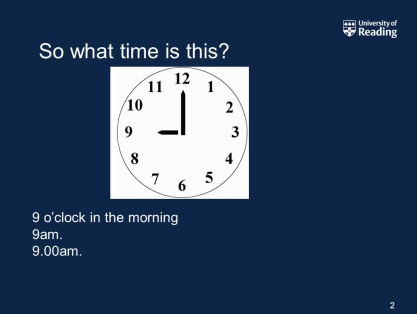 University of
Reading
So what time is this?
12
11
1
10
2
9
3
8
4
7
5
6
9 o'clock in the morning
9am.
9.00am.
2